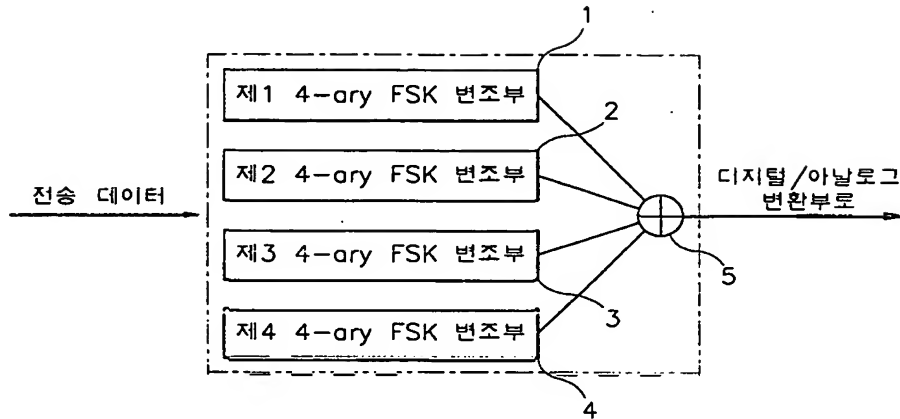 1
제1 4-ary FSK 변조부
2
제2 4-ary FSK 변조부
전송 데이터
디지털/아날로그
변환부로
제3 4-ary FSK 변조부
5
3
제4 4-ary FSK 변조부
4